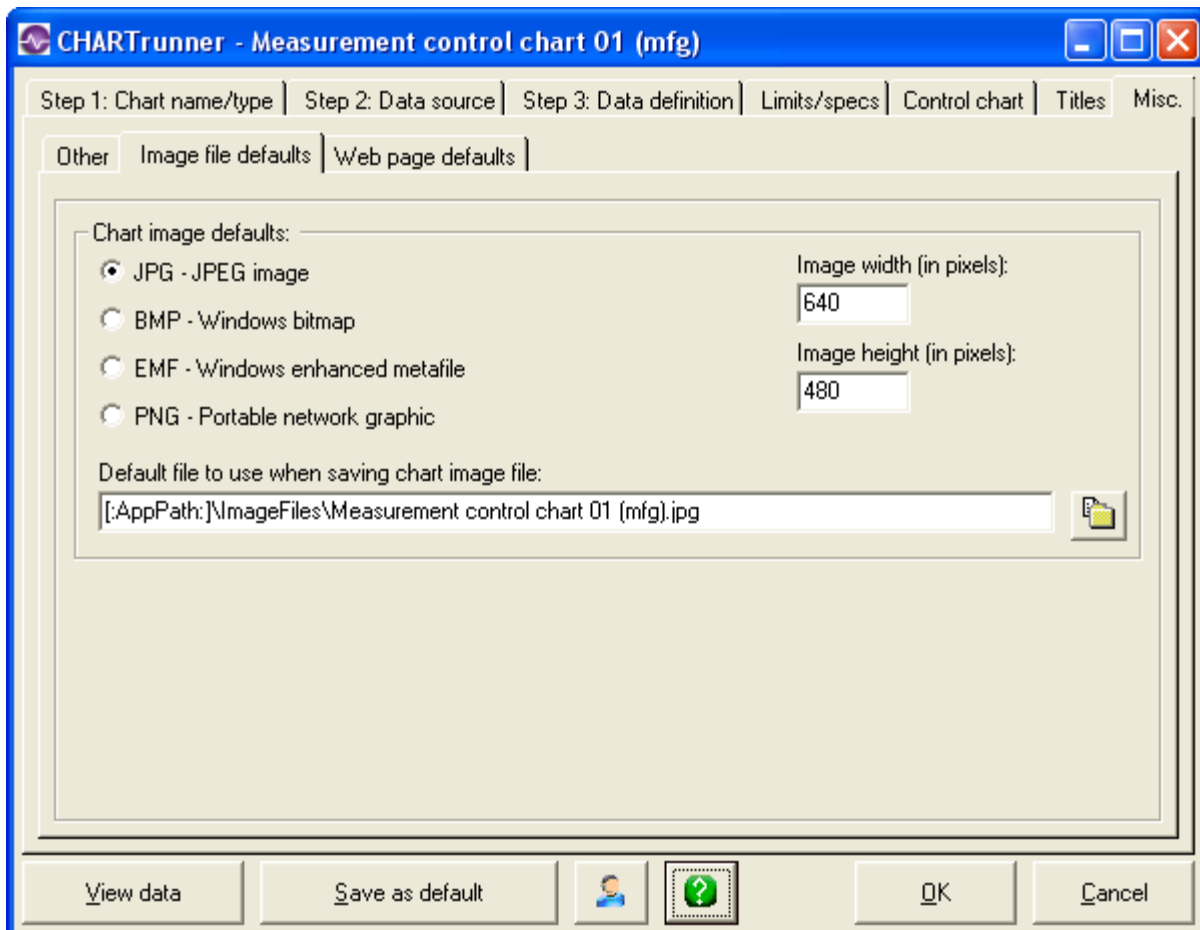 CHARTrunner - Measurement control chart 01 (mfg)
Step 1: Chart name/type Step 2: Data source Step 3: Data definition Limits/specs Control chart Titles Misc.
Other Image file defaults Web page defaults
Chart image defaults:
JPG - JPEG image
BMP - Windows bitmap
EMF - Windows enhanced metafile
PNG - Portable network graphic
Image width (in pixels):
640
Image height (in pixels):
480
Default file to use when saving chart image file:
[:AppPath:]\ImageFiles\Measurement control chart 01 (mfg).jpg
View data Save as default ? OK Cancel